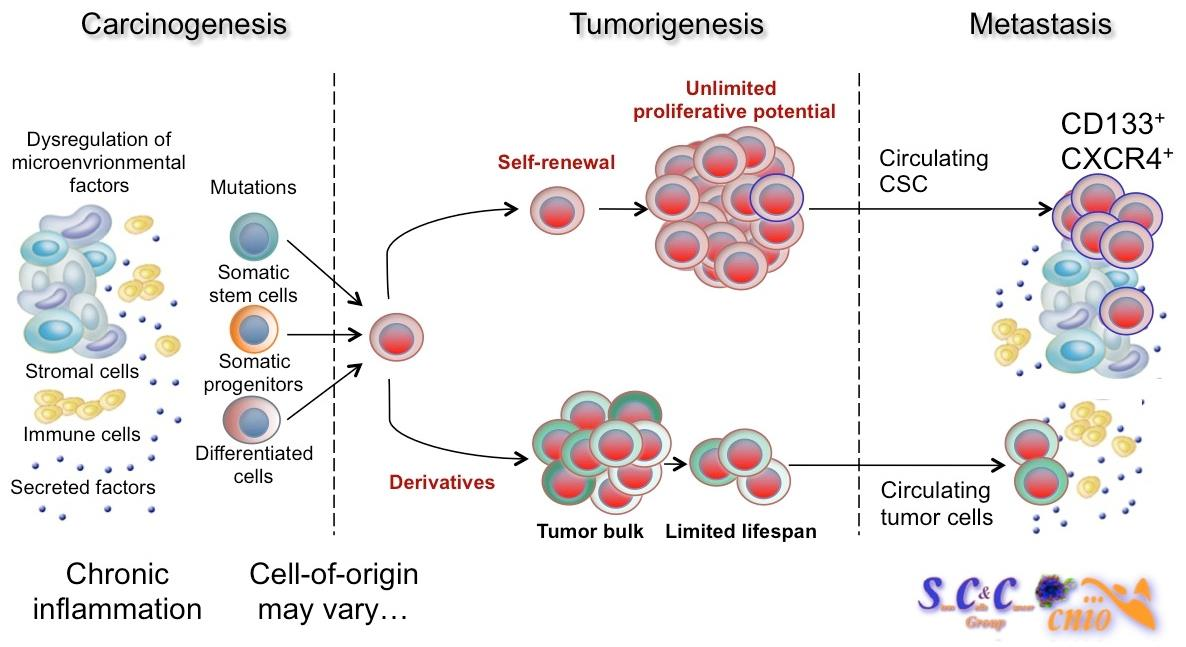 Carcinogenesis
Tumorigenesis
Metastasis
Dysregulation of
microenvrionmental
factors
Stromal cells
Immune cells
Secreted factors
Mutations
Somatic
stem cells
Somatic
progenitors
Differentiated
cells
Chronic
inflammation
Cell-of-origin
may vary…
Self-renewal
Unlimited
proliferative potential
Derivatives
Tumor bulk
Limited lifespan
Circulating
CSC
CD133+
CXCR4+
Circulating
tumor cells
S C & C
Group
cnio